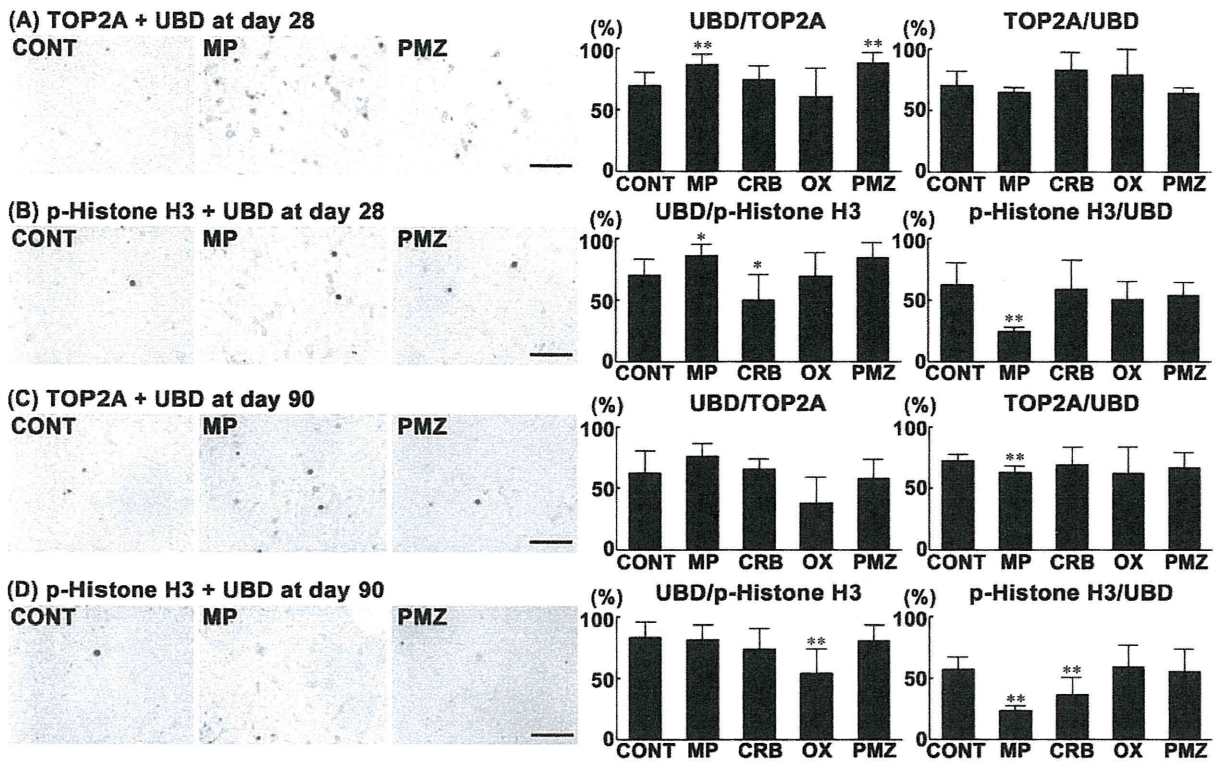 (A) TOP2A + UBD at day 28
CONT MP PMZ
UBD/TOP2A
(%)
100
50
0
** **
CONT MP CRB OX PMZ
TOP2A/UBD
(%)
100
50
0
CONT MP CRB OX PMZ
(B) p-Histone H3 + UBD at day 28
CONT MP PMZ
UBD/p-Histone H3
(%)
100
50
0
* *
CONT MP CRB OX PMZ
p-Histone H3/UBD
(%)
100
50
0
**
CONT MP CRB OX PMZ
(C) TOP2A + UBD at day 90
CONT MP PMZ
UBD/TOP2A
(%)
100
50
0
CONT MP CRB OX PMZ
TOP2A/UBD
(%)
100
50
0
**
CONT MP CRB OX PMZ
(D) p-Histone H3 + UBD at day 90
CONT MP PMZ
UBD/p-Histone H3
(%)
100
50
0
**
CONT MP CRB OX PMZ
p-Histone H3/UBD
(%)
100
50
0
** **
CONT MP CRB OX PMZ